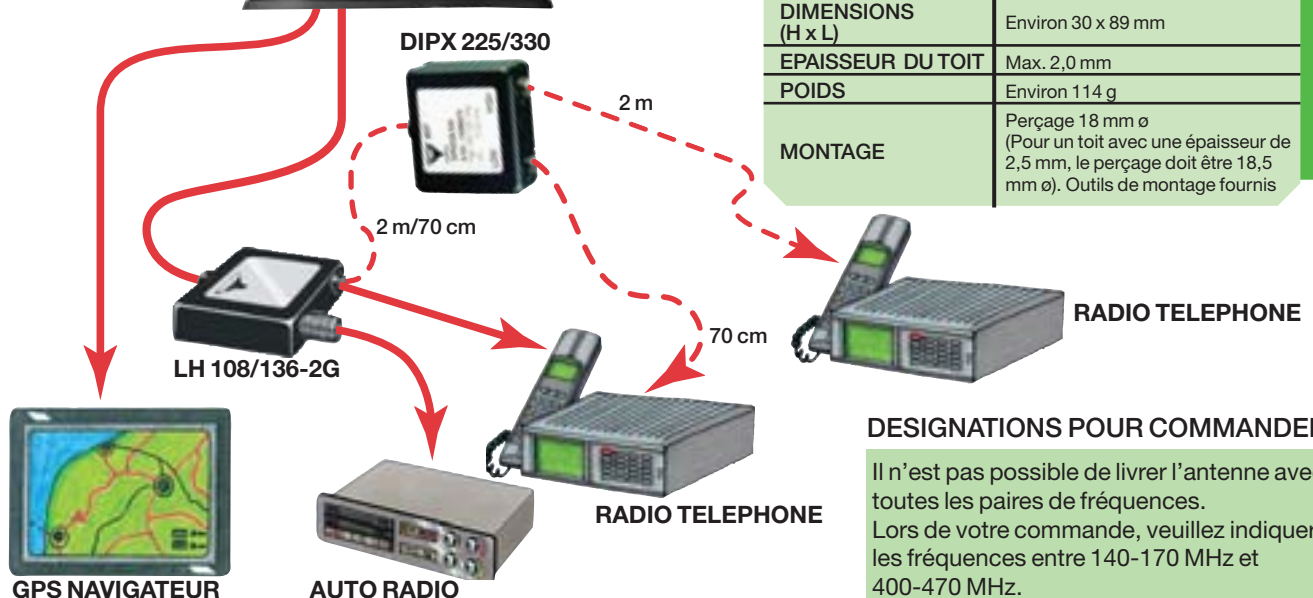 DIPX 225/330
2 m
2 m/70 cm
LH 108/136-2G
70 cm
RADIO TELEPHONE
RADIO TELEPHONE
GPS NAVIGATEUR
AUTO RADIO
DIMENSIONS
(H x L)
Environ 30 x 89 mm
EPAISSEUR DU TOIT
Max. 2,0 mm
POIDS
Environ 114 g
MONTAGE
Perçage 18 mm ø
(Pour un toit avec une épaisseur de
2,5 mm, le perçage doit être 18,5
mm ø). Outils de montage fournis
DESIGNATIONS POUR COMMANDE
Il n’est pas possible de livrer l’antenne ave
toutes les paires de fréquences.
Lors de votre commande, veuillez indiquer
les fréquences entre 140-170 MHz et
400-470 MHz.